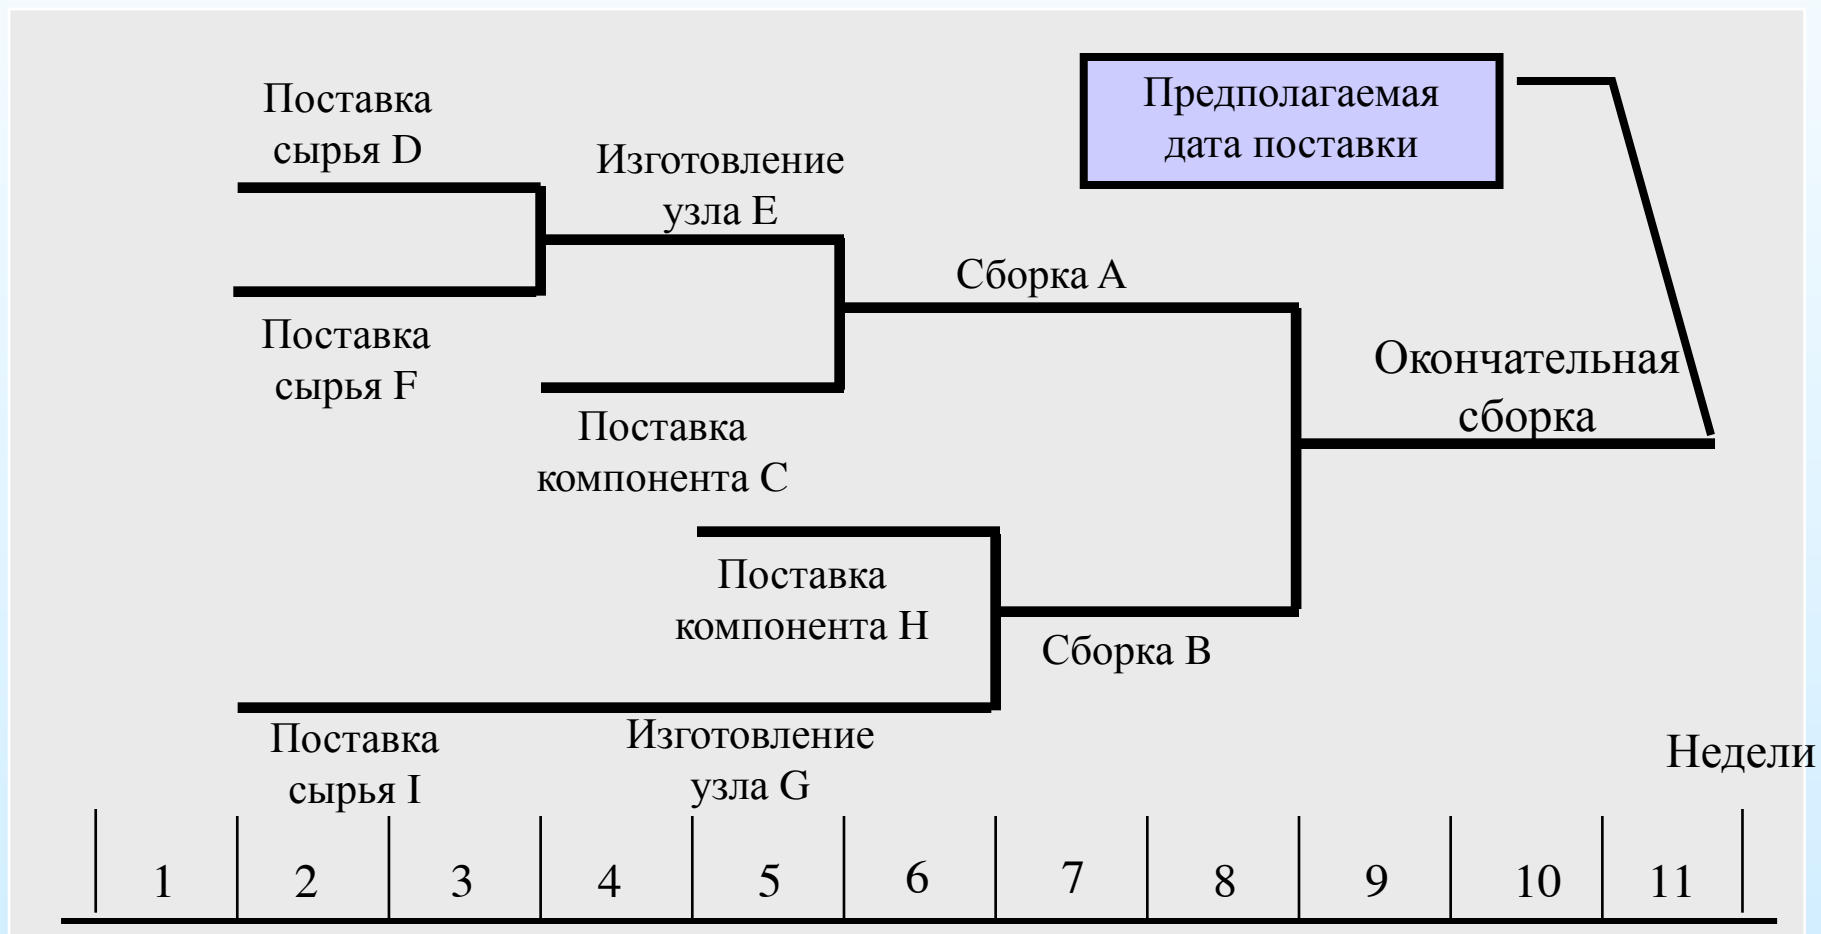 Поставка
сырья D
Изготовление
узла E
Предполагаемая
дата поставки
Поставка
сырья F
Сборка A
Окончательная
сборка
Поставка
компонента C
Поставка
компонента H
Сборка B
Поставка
сырья I
Изготовление
узла G
Недели
1 2 3 4 5 6 7 8 9 10 11